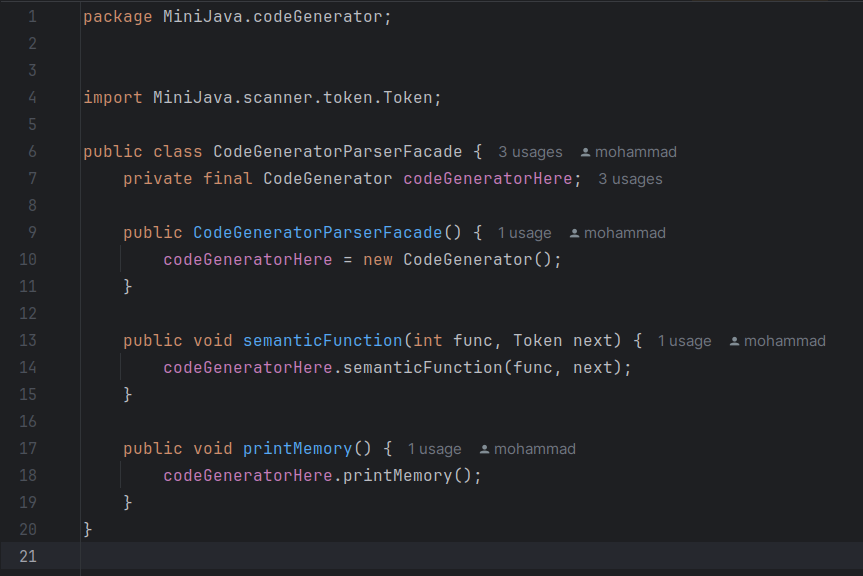 1 package MiniJava.codeGenerator;
2
3
4 import MiniJava.scanner.token.Token;
5
6 public class CodeGeneratorParserFacade { 3 usages mohammad
7 private final CodeGenerator codeGeneratorHere; 3 usages
8
9 public CodeGeneratorParserFacade() { 1 usage mohammad
10 codeGeneratorHere = new CodeGenerator();
11 }
12
13 public void semanticFunction(int func, Token next) { 1 usage mohammad
14 codeGeneratorHere.semanticFunction(func, next);
15 }
16
17 public void printMemory() { 1 usage mohammad
18 codeGeneratorHere.printMemory();
19 }
20 }
21